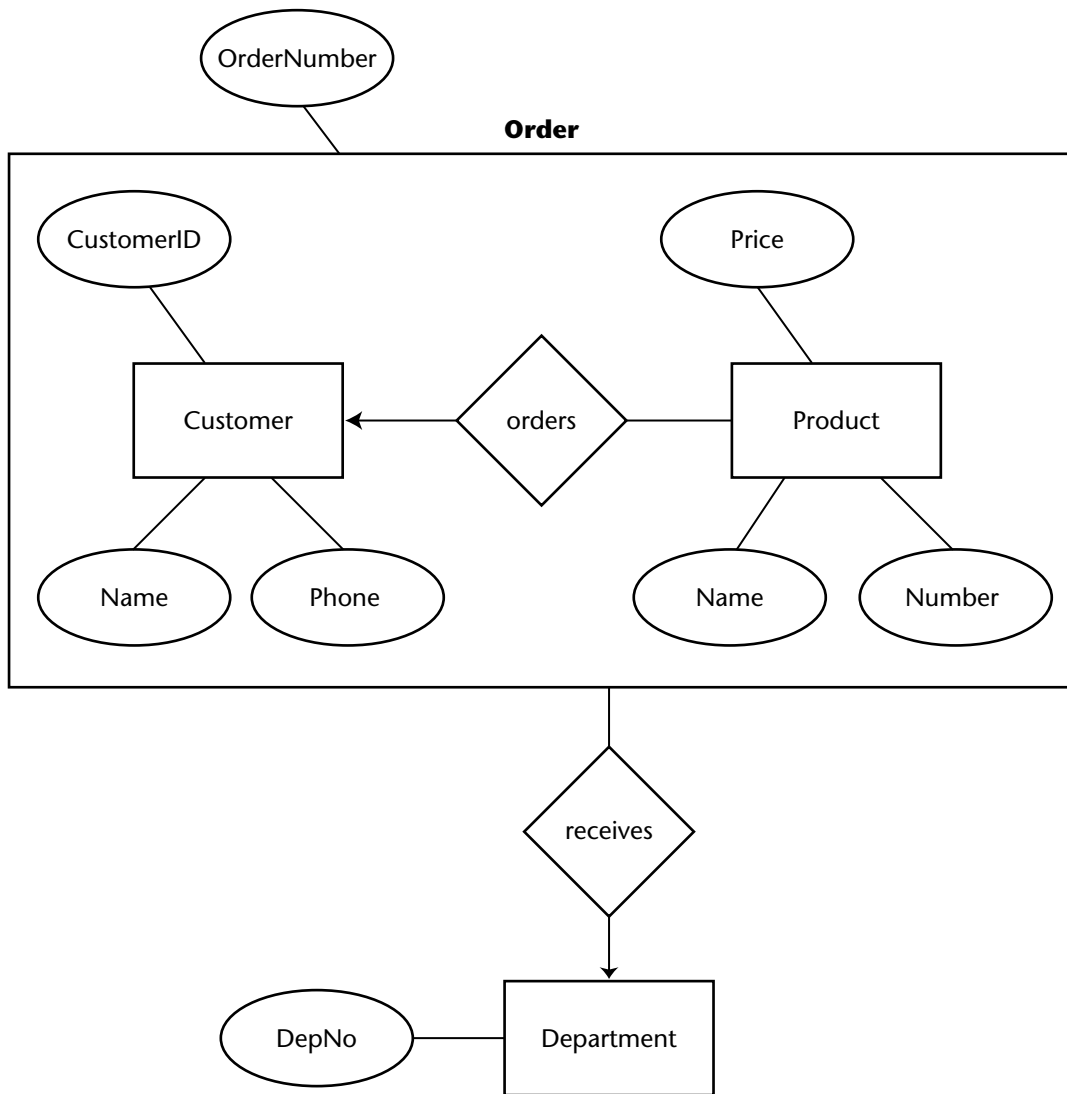 OrderNumber
Order
CustomerID
Price
Customer
orders
Product
Name
Phone
Name
Number
receives
DepNo
Department